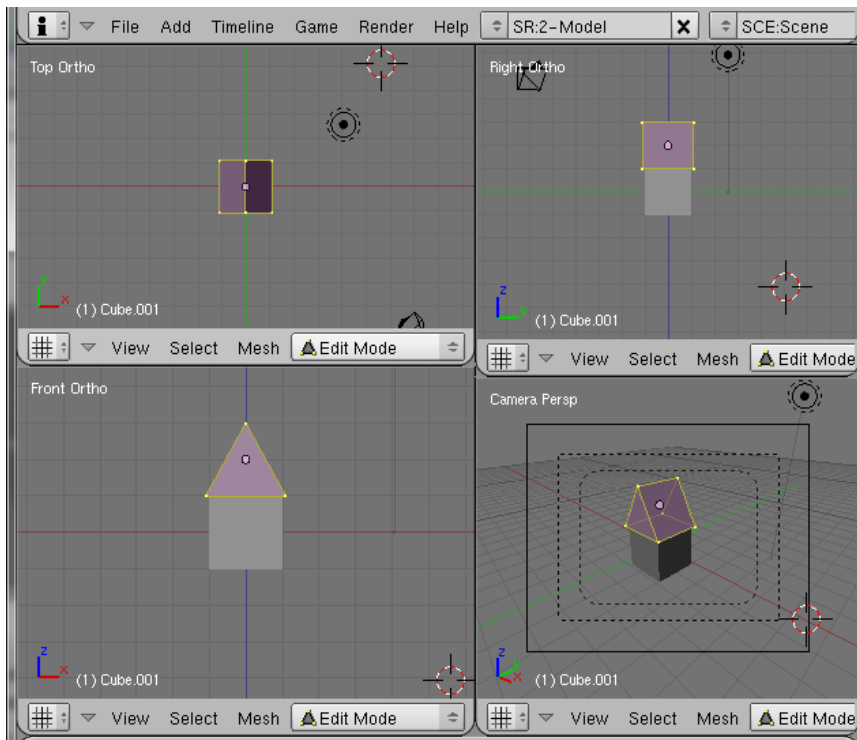 File Add Timeline Game Render Help SR:2-Model SCE:Scene
Top Ortho
Right Ortho
y
x
(1) Cube.001
z
y
(1) Cube.001
View Select Mesh Edit Mode
View Select Mesh Edit Mode
Front Ortho
Camera Persp
z
x
(1) Cube.001
z
y
x
(1) Cube.001
View Select Mesh Edit Mode
View Select Mesh Edit Mode